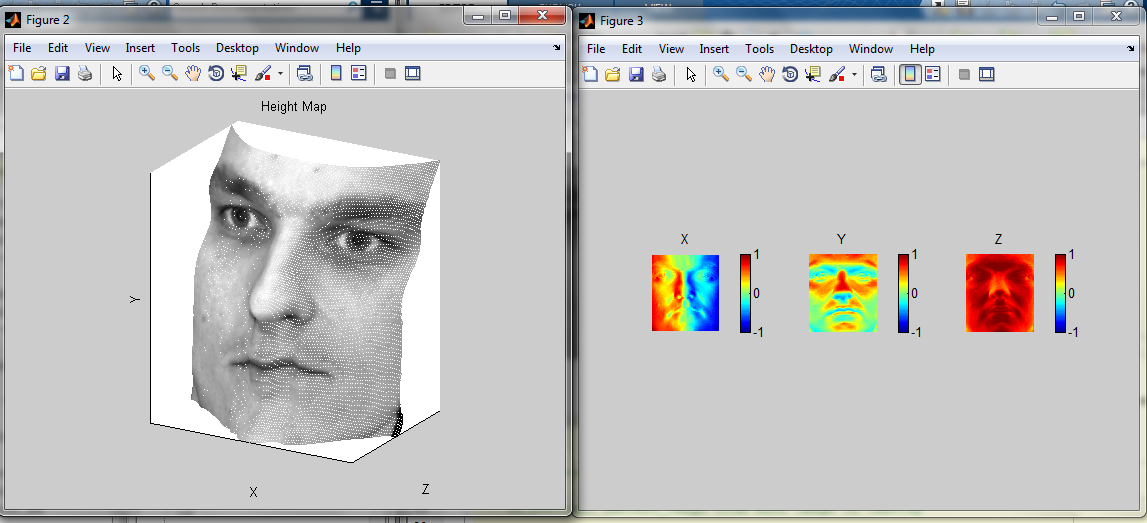 Figure 2
File Edit View Insert Tools Desktop Window Help
Height Map
Y
X
Z
Figure 3
File Edit View Insert Tools Desktop Window Help
X
1
0
-1
Y
1
0
-1
Z
1
0
-1